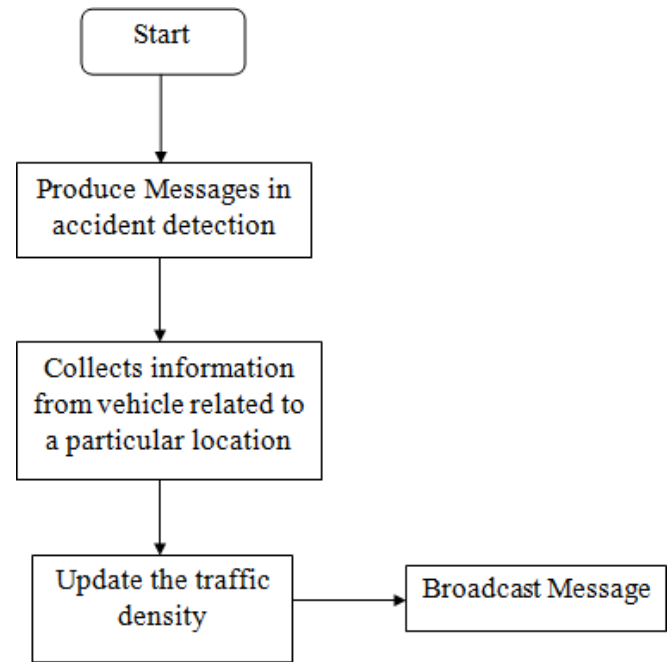 Start
Produce Messages in
accident detection
Collects information
from vehicle related to
a particular location
Update the traffic
density
Broadcast Message